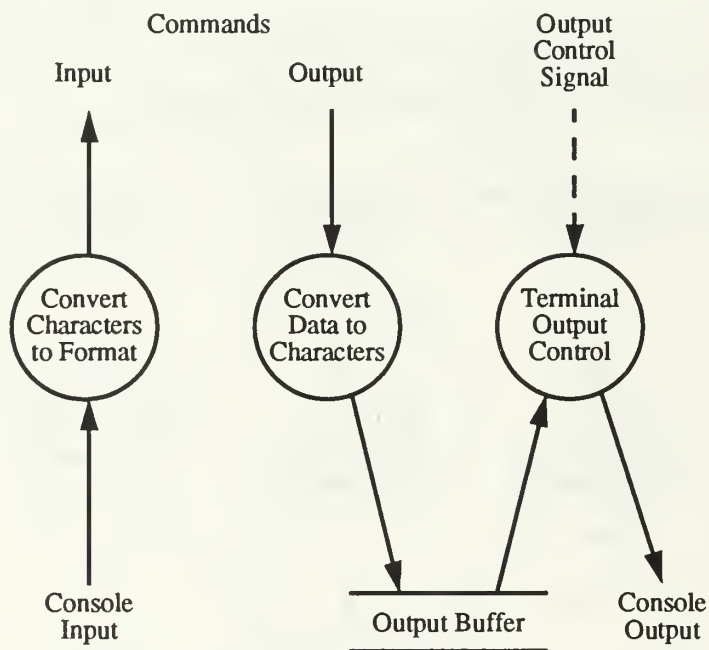 Commands
Input
Output
Output
Control
Signal
Convert
Characters
to Format
Convert
Data to
Characters
Terminal
Output
Control
Console
Input
Output Buffer
Console
Output